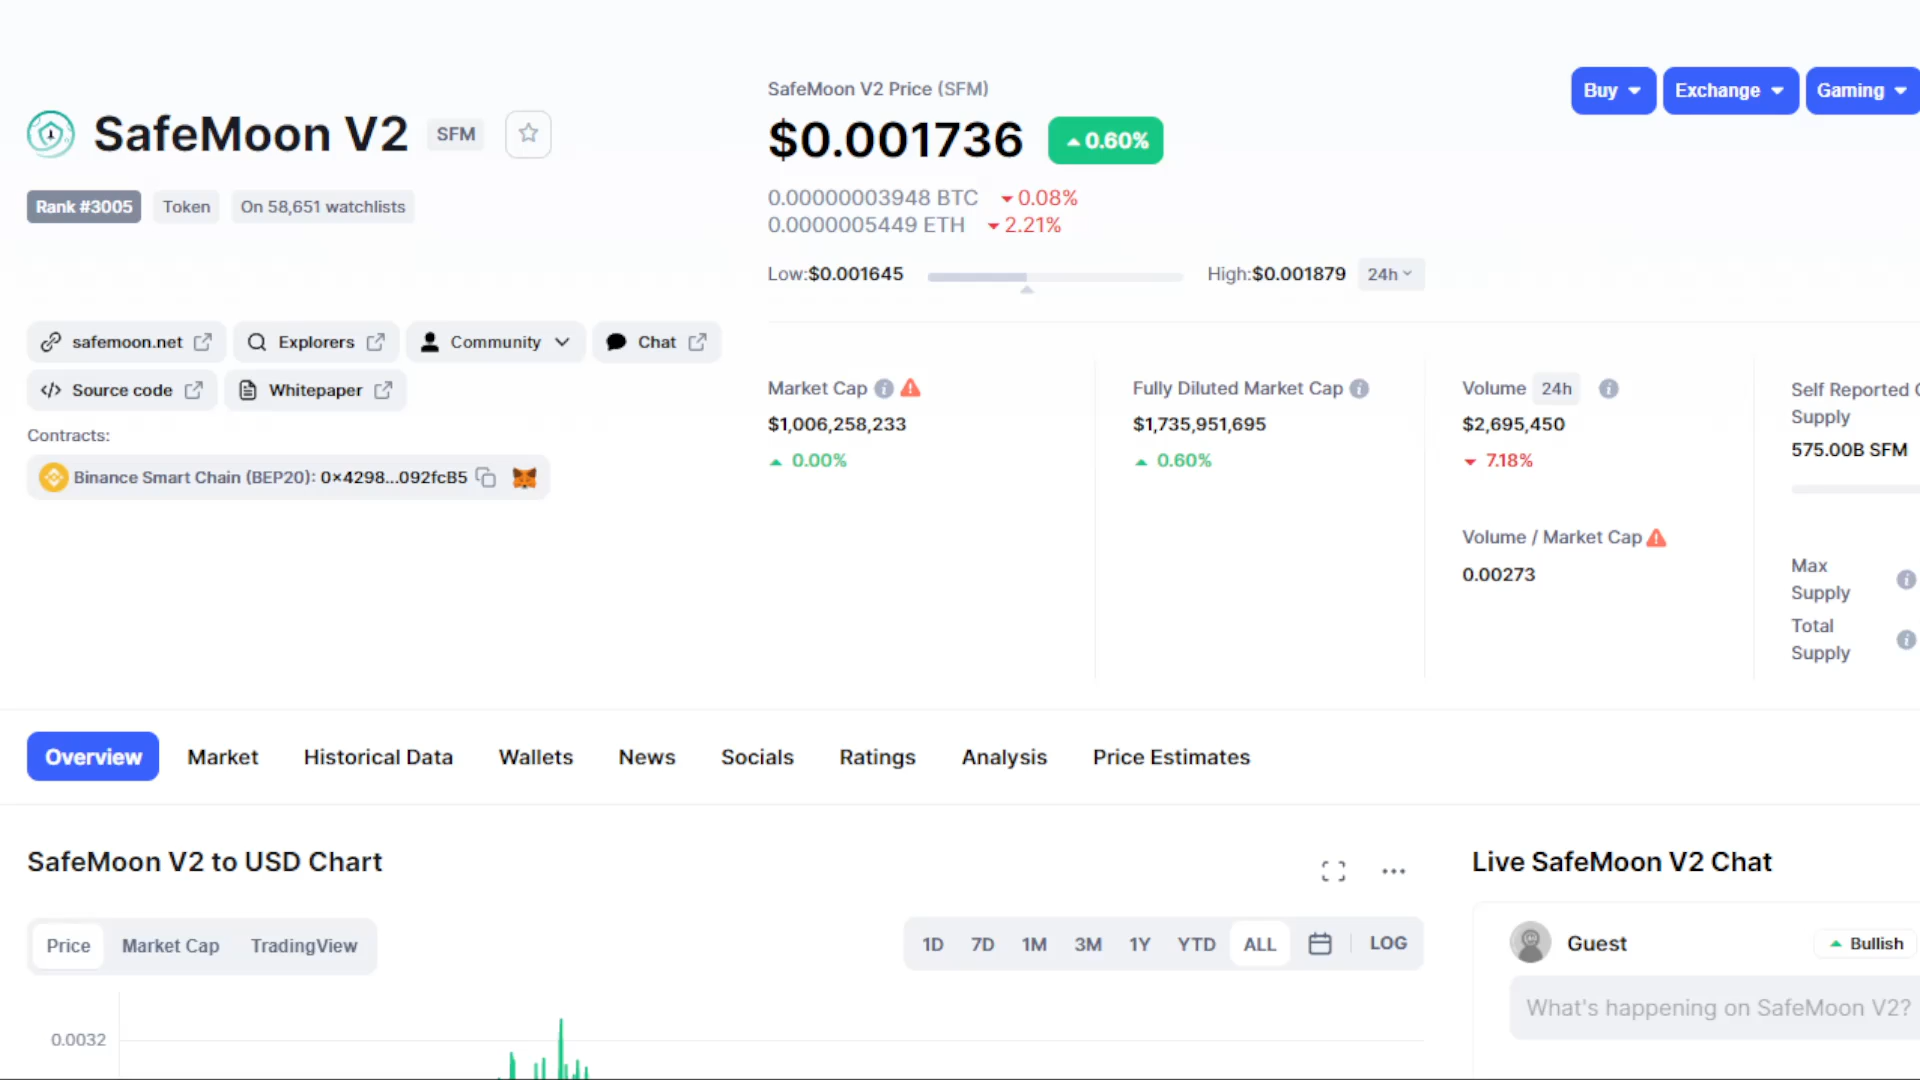 SafeMoon V2 SFM
Rank #3005 Token On 58,651 watchlists
safemoon.net Explorers Community Chat
Source code Whitepaper
Contracts:
Binance Smart Chain (BEP20): 0x4298...092fcB5
SafeMoon V2 Price (SFM)
$0.001736 0.60%
0.00000003948 BTC 0.08%
0.0000005449 ETH 2.21%
Low:$0.001645 High:$0.001879 24h
Buy Exchange Gaming
Market Cap
$1,006,258,233
0.00%
Fully Diluted Market Cap
$1,735,951,695
0.60%
Volume 24h
$2,695,450
7.18%
Volume / Market Cap
0.00273
Self Reported
Supply
575.00B SFM
Max
Supply
Total
Supply
Overview Market Historical Data Wallets News Socials Ratings Analysis Price Estimates
SafeMoon V2 to USD Chart
Price Market Cap TradingView
1D 7D 1M 3M 1Y YTD ALL LOG
0.0032
Live SafeMoon V2 Chat
Guest Bullish
What's happening on SafeMoon V2?